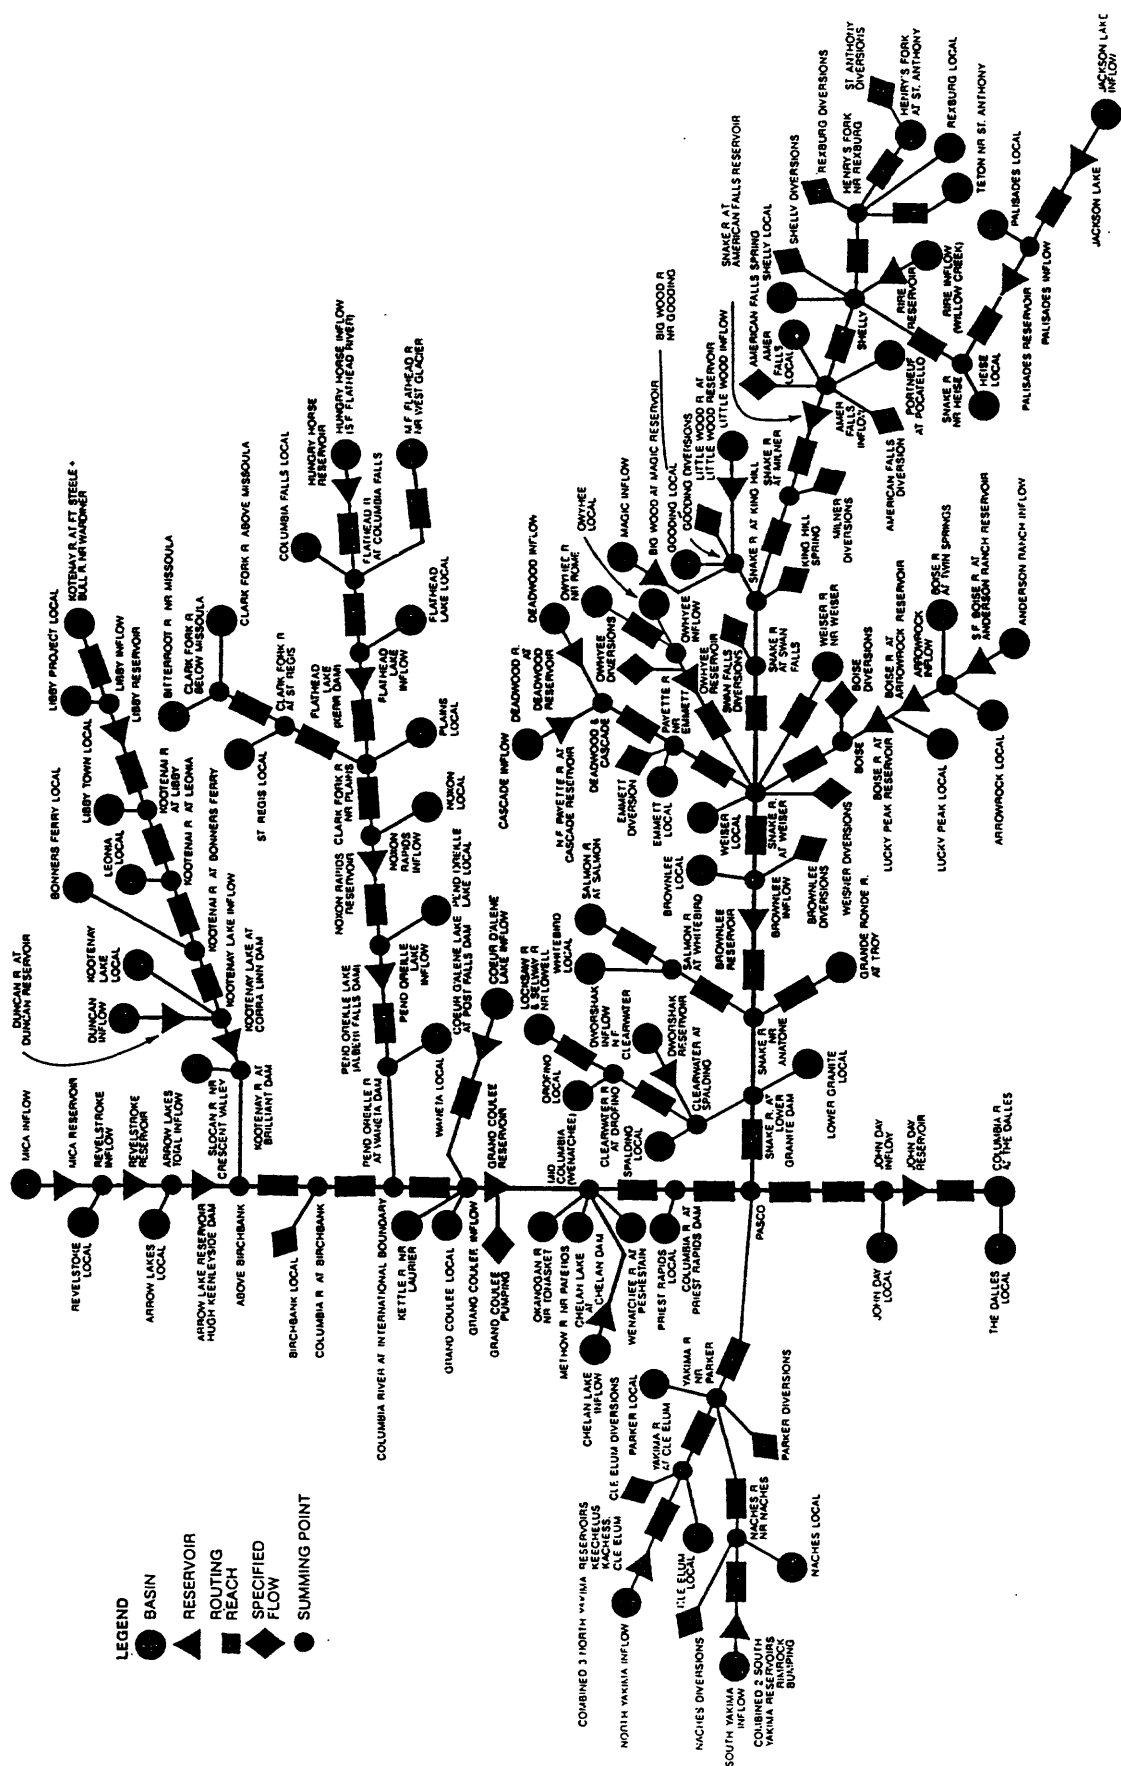 LEGEND
BASIN
RESERVOIR
ROUTING
REACH
SPECIFIED
FLOW
SUMMING POINT
MICA INFLOW
MICA RESERVOIR
REVELSTOKE
LOCAL
REVELSTROKE
INFLOW
REVELSTROKE
RESERVOIR
ARROW LAKES
LOCAL
ARROW LAKES
TOTAL INFLOW
ARROW LAKE RESERVOIR
HUGH KEENLEYSIDE DAM
SLOCAN R. NR
CRESCENT VALLEY
ABOVE BIRCHBANK
KOOTENAY R AT
BRILLIANT DAM
BIRCHBANK LOCAL
COLUMBIA R AT BIRCHBANK
DUNCAN R AT
DUNCAN RESERVOIR
DUNCAN
INFLOW
KOOTENAY
LAKE
LOCAL
KOOTENAY LAKE AT
CORRA LINN DAM
KOOTENAY LAKE INFLOW
KOOTENAI R AT BONNERS FERRY
BONNERS FERRY LOCAL
LEONIA
LOCAL
KOOTENAI R AT LEONIA
LIBBY TOWN LOCAL
KOOTENAI R
AT LIBBY
LIBBY RESERVOIR
LIBBY INFLOW
LIBBY PROJECT LOCAL
KOTENAY R. AT FT STEELE +
BULL R. NR WARDINER
BITTERROT R NR MISSOULA
CLARK FORK R
BELOW MISSOULA
CLARK FORK R ABOVE MISSOULA
ST REGIS LOCAL
CLARK FORK R
AT ST REGIS
COLUMBIA FALLS LOCAL
HUNGRY HORSE
RESERVOIR
HUNGRY HORSE INFLOW
(S F FLATHEAD RIVER)
M.F. FLATHEAD R
NR WEST GLACIER
FLATHEAD R
AT COLUMBIA FALLS
FLATHEAD
LAKE LOCAL
FLATHEAD
LAKE
INFLOW
FLATHEAD
LAKE
(KERR DAM)
PLAINS
LOCAL
CLARK FORK R
NR PLAINS
NOXON
LOCAL
NOXON
RAPIDS
INFLOW
NOXON RAPIDS
RESERVOIR
PEND OREILLE
LAKE LOCAL
PEND OREILLE
LAKE
INFLOW
PEND OREILLE LAKE
(ALBENI FALLS DAM)
PEND OREILLE R
AT WANETA DAM
WANETA LOCAL
COLUMBIA RIVER AT INTERNATIONAL BOUNDARY
COEUR D'ALENE LAKE
AT POST FALLS DAM
COEUR D'ALENE
LAKE INFLOW
KETTLE R NR
LAURIER
GRAND COULEE LOCAL
GRAND COULEE INFLOW
GRAND COULEE
RESERVOIR
GRAND COULEE
PUMPING
COLUMBIA
(WENATCHEE)
OKANOGAN R
NR TONASKET
METHOW R NR PATEROS
CHELAN LAKE
AT
CHELAN DAM
CHELAN LAKE
INFLOW
WENATCHEE R AT
PESHESTAIN
PRIEST RAPIDS
LOCAL
COLUMBIA R AT
PRIEST RAPIDS DAM
PASCO
COMBINED 3 NORTH YAKIMA RESERVOIRS
KEECHELUS
KACHESS.
CLE ELUM
NORTH YAKIMA INFLOW
CLE ELUM
LOCAL
CLE ELUM DIVERSIONS
YAKIMA R
AT CLE ELUM
PARKER LOCAL
YAKIMA R
NR
PARKER
PARKER DIVERSIONS
NACHES DIVERSIONS
NACHES R
NR NACHES
NACHES LOCAL
SOUTH YAKIMA
INFLOW
COMBINED 2 SOUTH
YAKIMA RESERVOIRS
RIMROCK
BUMPING
JOHN DAY
LOCAL
JOHN DAY
INFLOW
JOHN DAY
RESERVOIR
THE DALLES
LOCAL
COLUMBIA R
AT THE DALLES
LOCKSAW R
& SELWAY R
NR LOWELL
OROFINO
LOCAL
CLEARWATER R
AT OROFINO
DWORSHAK
INFLOW
N F
CLEARWATER
DWORSHAK
RESERVOIR
SPALDING
LOCAL
CLEARWATER AT
SPALDING
SNAKE R. AT
LOWER
GRANITE DAM
LOWER GRANITE
LOCAL
SNAKE R
NR
ANATONE
WHITEBIRD
LOCAL
SALMON R
AT SALMON
SALMON R
AT WHITEBIRD
GRANDE RONDE R.
AT TROY
BROWNLEE
RESERVOIR
BROWNLEE
INFLOW
BROWNLEE
LOCAL
BROWNLEE
DIVERSIONS
WEISER
LOCAL
SNAKE R
AT WEISER
WEISNER DIVERSIONS
CASCADE INFLOW
N F PAYETTE R AT
CASCADE RESERVOIR
DEADWOOD R.
AT
DEADWOOD
RESERVOIR
DEADWOOD INFLOW
DEADWOOD &
CASCADE
EMMETT
DIVERSION
EMMETT
LOCAL
PAYETTE R
NR
EMMETT
OWYHEE R
NR ROME
OWYHEE
LOCAL
OWYHEE
DIVERSIONS
OWYHEE
INFLOW
OWYHEE
RESERVOIR
SWAN FALLS
DIVERSIONS
SNAKE R
AT SWAN
FALLS
WEISER R
NR WEISER
BOISE
DIVERSIONS
BOISE
BOISE R AT
LUCKY PEAK RESERVOIR
LUCKY PEAK LOCAL
BOISE R AT
ARROWROCK RESERVOIR
ARROWROCK
INFLOW
ARROWROCK LOCAL
BOISE R
AT TWIN SPRINGS
S.F. BOISE R AT
ANDERSON RANCH RESERVOIR
ANDERSON RANCH INFLOW
MAGIC INFLOW
BIG WOOD AT MAGIC RESERVOIR
BIG WOOD R
NR GOODING
GOODING LOCAL
GOODING DIVERSIONS
LITTLE WOOD R AT
LITTLE WOOD RESERVOIR
LITTLE WOOD INFLOW
SNAKE R AT KING HILL
KING HILL
SPRING
SNAKE R
AT MILNER
MILNER
DIVERSIONS
SNAKE R AT
AMERICAN FALLS RESERVOIR
AMERICAN FALLS SPRING
AMER
FALLS
LOCAL
AMER
FALLS
INFLOW
AMERICAN FALLS
DIVERSION
PORTNEUF
AT POCATELLO
SHELLY LOCAL
SHELLY DIVERSIONS
SHELLY
RIRE
RESERVOIR
RIRE INFLOW
(WILLOW CREEK)
REXBURG DIVERSIONS
HENRY'S FORK
NR REXBURG
ST ANTHONY
DIVERSIONS
HENRY'S FORK
AT ST. ANTHONY
REXBURG LOCAL
TETON NR ST. ANTHONY
SNAKE R
NR HEISE
HEISE
LOCAL
PALISADES RESERVOIR
PALISADES INFLOW
PALISADES LOCAL
JACKSON LAKE
JACKSON LAKE
INFLOW